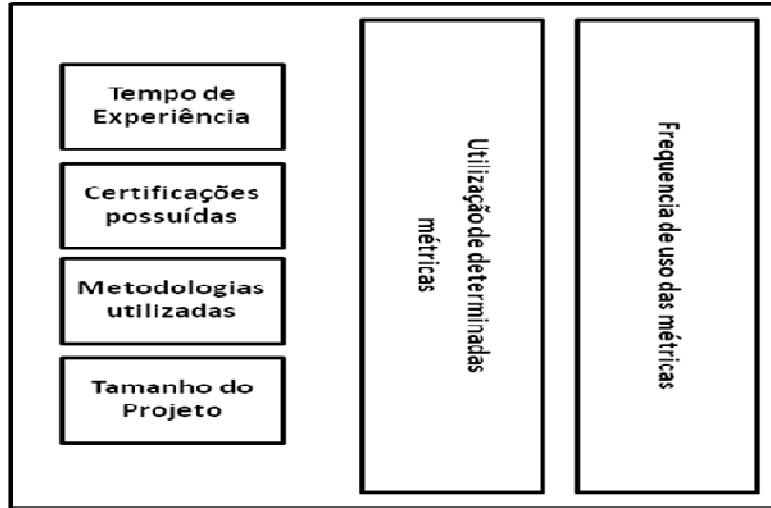 Tempo de
Experiência
Certificações
possuídas
Metodologias
utilizadas
Tamanho do
Projeto
Utilização de determinadas
métricas
Frequencia de uso das métricas